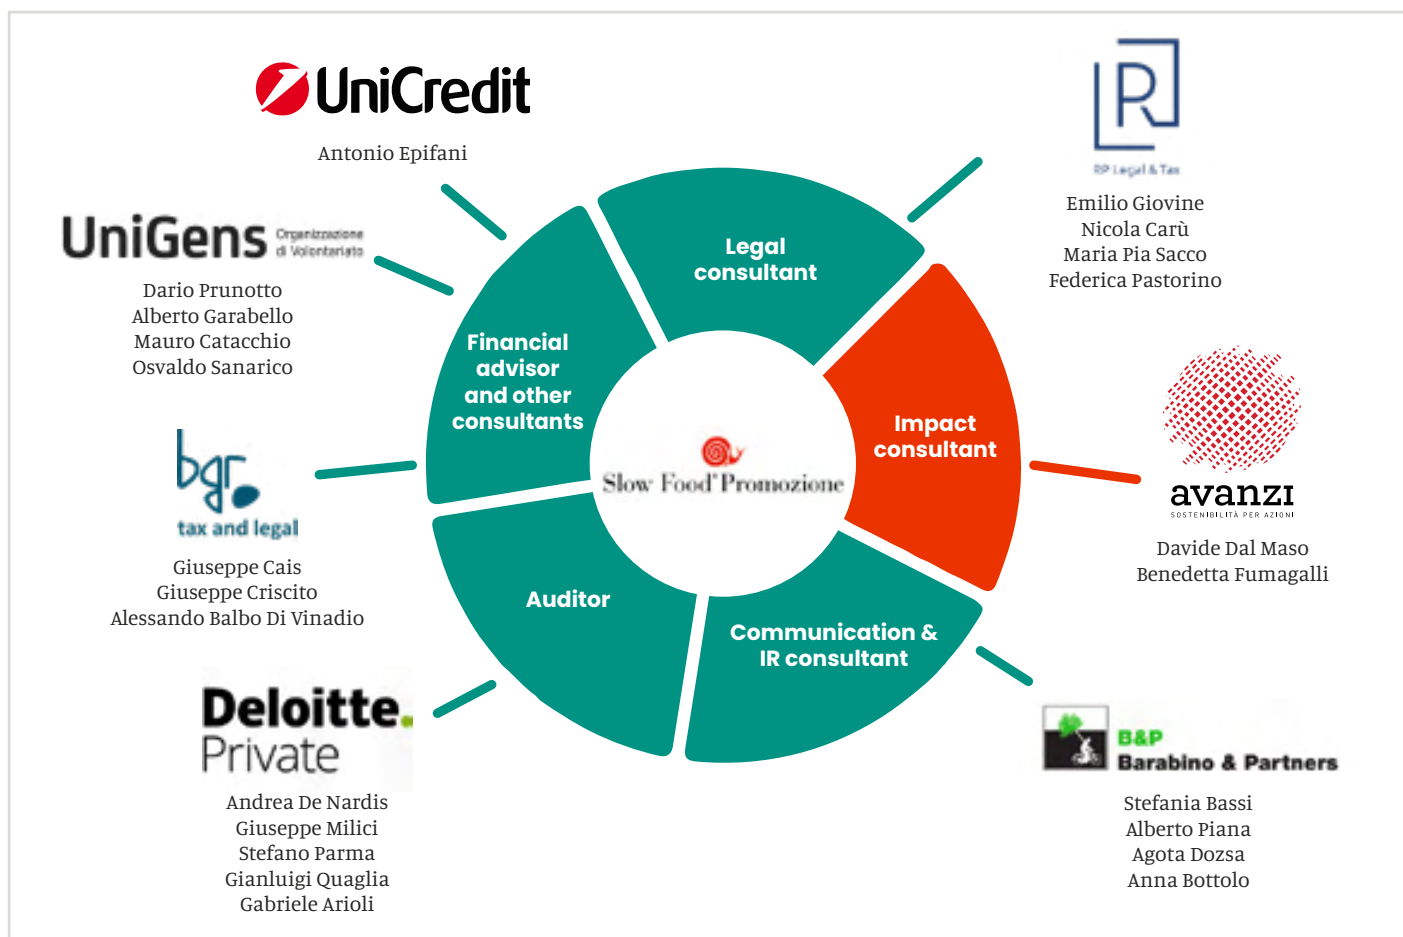 UniCredit
Antonio Epifani
UniGens Organizzazione
di Volontariato
Dario Prunotto
Alberto Garabello
Mauro Catacchio
Osvaldo Sanarico
bgr
tax and legal
Giuseppe Cais
Giuseppe Criscito
Alessando Balbo Di Vinadio
Deloitte.
Private
Andrea De Nardis
Giuseppe Milici
Stefano Parma
Gianluigi Quaglia
Gabriele Arioli
Legal
consultant
Financial
advisor
and other
consultants
Impact
consultant
Slow Food® Promozione
Auditor
Communication &
IR consultant
RP
RP Legal & Tax
Emilio Giovine
Nicola Carù
Maria Pia Sacco
Federica Pastorino
avanzi
SOSTENIBILITÀ PER AZIONI
Davide Dal Maso
Benedetta Fumagalli
B&P
Barabino & Partners
Stefania Bassi
Alberto Piana
Agota Dozsa
Anna Bottolo